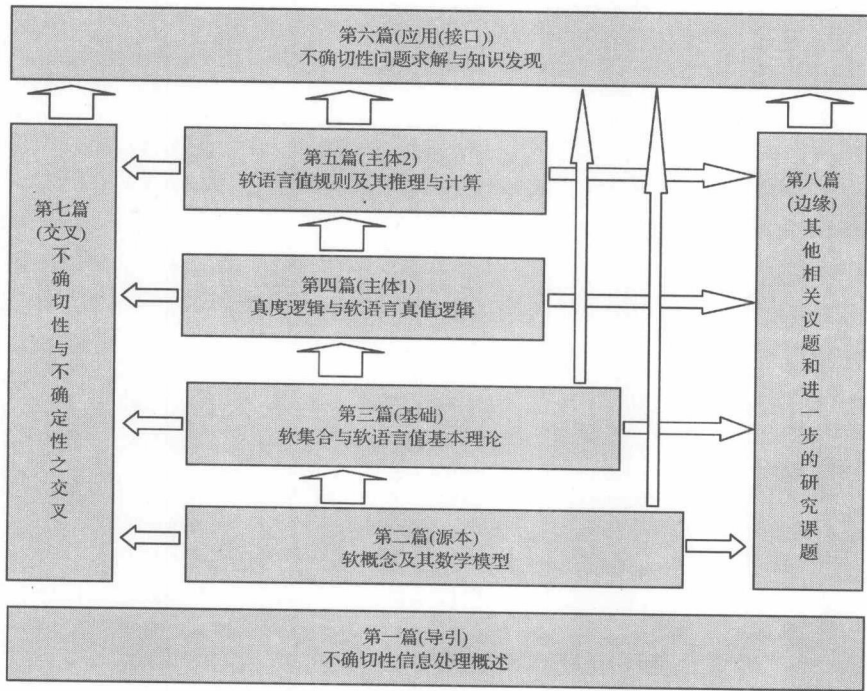 第六篇(应用(接口))
不确切性问题求解与知识发现
第五篇(主体2)
软语言值规则及其推理与计算
第七篇
(交叉)
不确切性与不确定性之交叉
第八篇
(边缘)
其他相关议题和进一步的研究课题
第四篇(主体1)
真度逻辑与软语言真值逻辑
第三篇(基础)
软集合与软语言值基本理论
第二篇(源本)
软概念及其数学模型
第一篇(导引)
不确切性信息处理概述